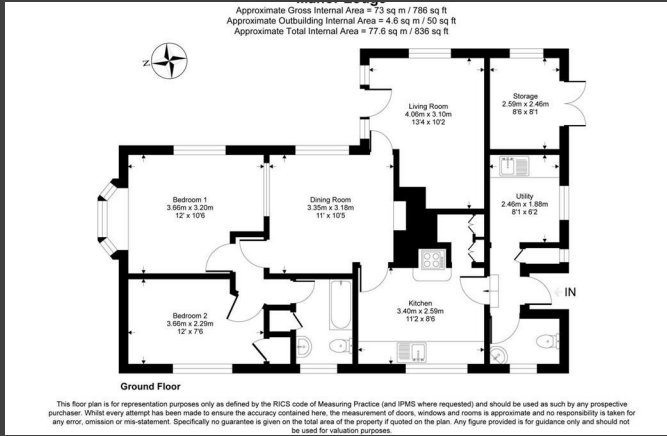 Manor Lodge
Approximate Gross Internal Area = 73 sq m / 786 sq ft
Approximate Outbuilding Internal Area = 4.6 sq m / 50 sq ft
Approximate Total Internal Area = 77.6 sq m / 836 sq ft
N
Living Room
4.06m x 3.10m
13'4 x 10'2
Storage
2.59m x 2.46m
8'6 x 8'1
Bedroom 1
3.66m x 3.20m
12' x 10'6
Dining Room
3.35m x 3.18m
11' x 10'5
Utility
2.46m x 1.88m
8'1 x 6'2
Bedroom 2
3.66m x 2.29m
12' x 7'6
Kitchen
3.40m x 2.59m
11'2 x 8'6
IN
Ground Floor
This floor plan is for representation purposes only as defined by the RICS code of Measuring Practice (and IPMS where requested) and should be used as such by any prospective
purchaser. Whilst every attempt has been made to ensure the accuracy contained here, the measurement of doors, windows and rooms is approximate and no responsibility is taken for
any error, omission or mis-statement. Specifically no guarantee is given on the total area of the property if quoted on the plan. Any figure provided is for guidance only and should not
be used for valuation purposes.